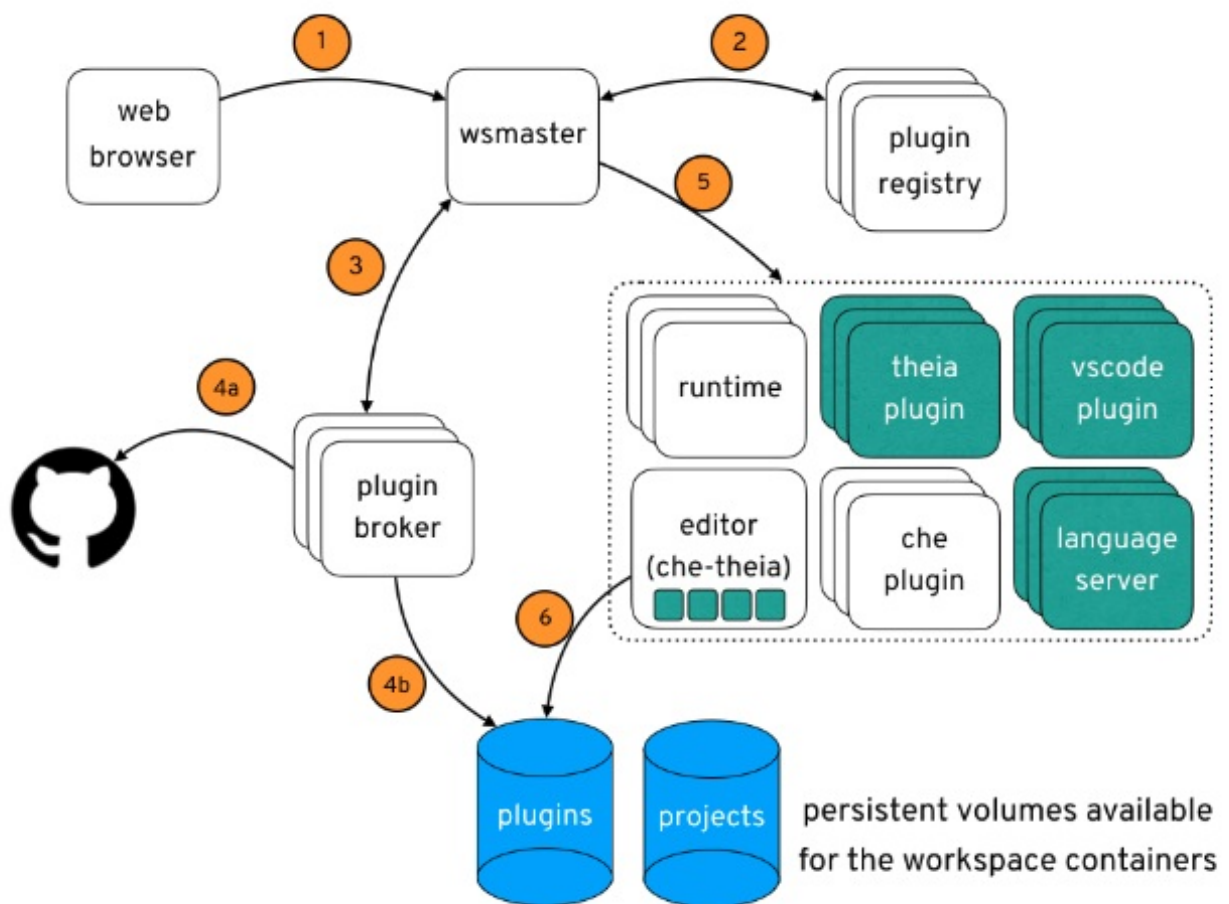 1
2
web
browser
wsmaster
plugin
registry
5
3
4a
runtime
theia
plugin
vscode
plugin
plugin
broker
editor
(che-theia)
che
plugin
language
server
6
4b
plugins
projects
persistent volumes available
for the workspace containers